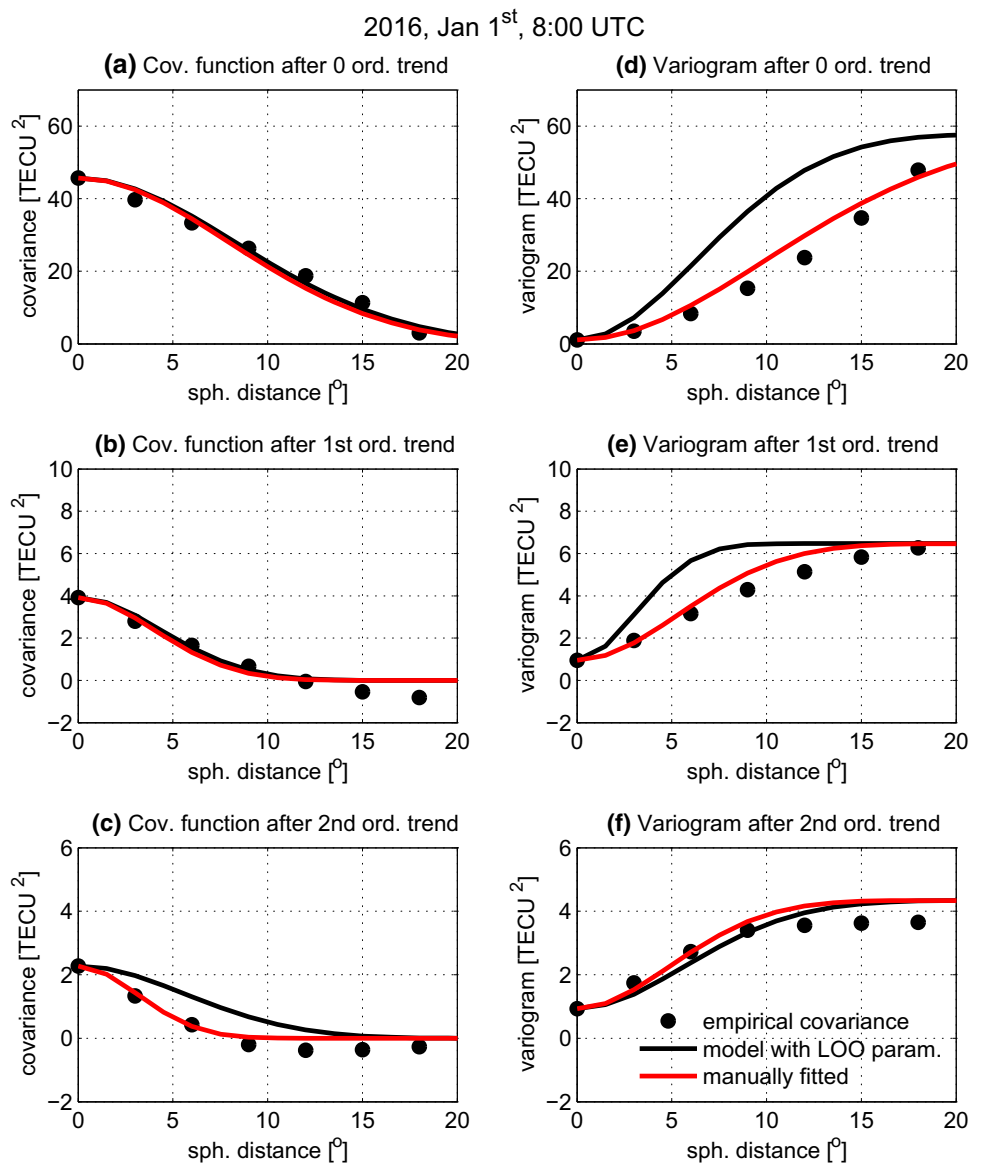 2016, Jan 1st, 8:00 UTC
(a) Cov. function after 0 ord. trend
covariance [TECU 2]
60
40
20
0
0 5 10 15 20
sph. distance [o]
(d) Variogram after 0 ord. trend
variogram [TECU 2]
60
40
20
0
0 5 10 15 20
sph. distance [o]
(b) Cov. function after 1st ord. trend
covariance [TECU 2]
10
8
6
4
2
0
−2
0 5 10 15 20
sph. distance [o]
(e) Variogram after 1st ord. trend
variogram [TECU 2]
10
8
6
4
2
0
−2
0 5 10 15 20
sph. distance [o]
(c) Cov. function after 2nd ord. trend
covariance [TECU 2]
6
4
2
0
−2
0 5 10 15 20
sph. distance [o]
(f) Variogram after 2nd ord. trend
variogram [TECU 2]
6
4
2
0
−2
empirical covariance
model with LOO param.
manually fitted
0 5 10 15 20
sph. distance [o]